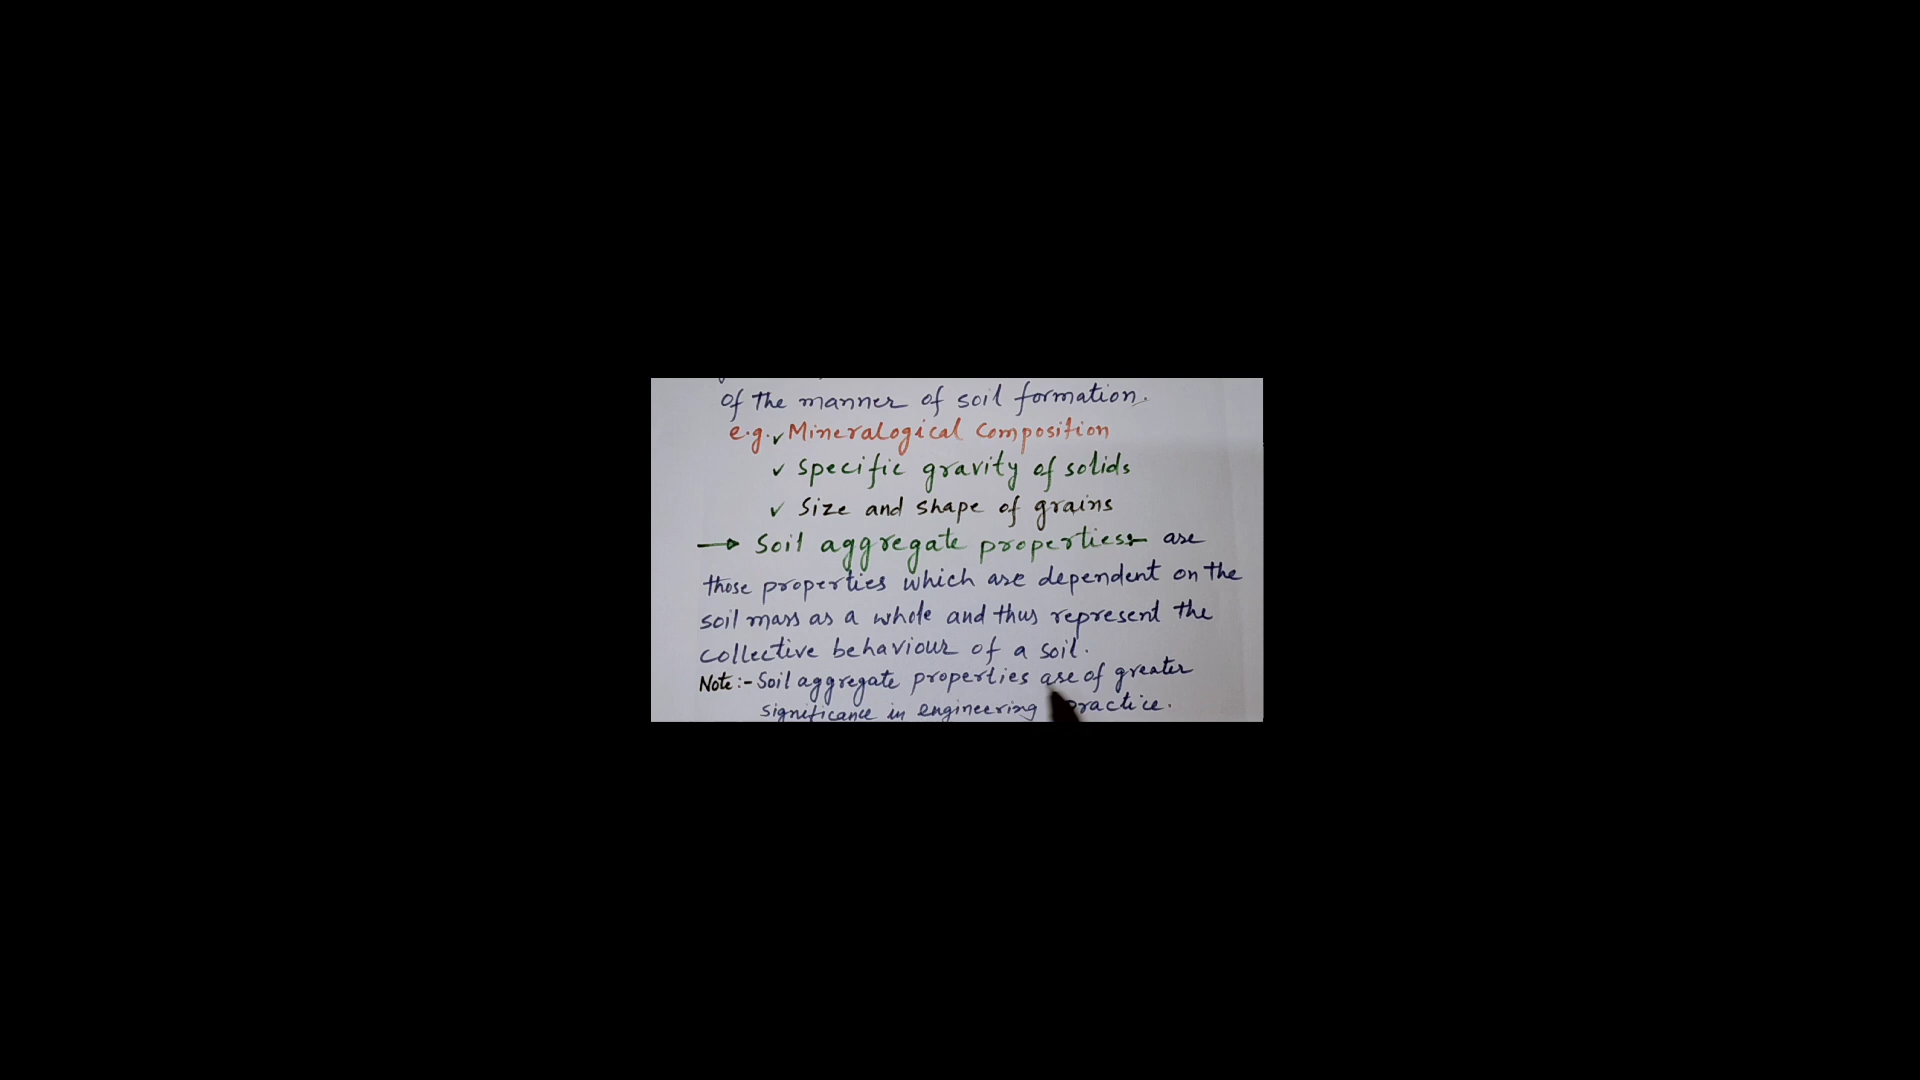 of the manner of soil formation.
e.g. ✓ Mineralogical Composition
✓ Specific gravity of solids
✓ Size and shape of grains
→ Soil aggregate properties:- are
those properties which are dependent on the
soil mass as a whole and thus represent the
collective behaviour of a soil.
Note:- Soil aggregate properties are of greater
significance in engineering practice.